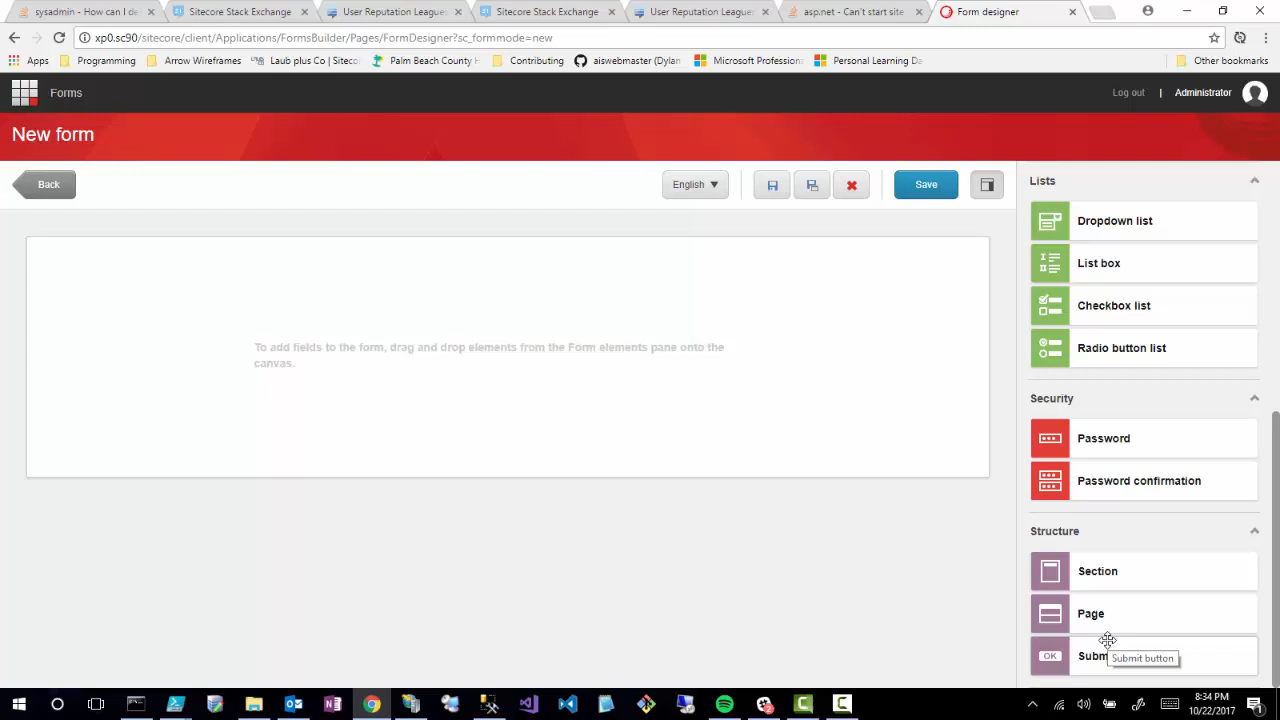 sysadmin - How can I de
Sitecore Stack Exchange
User Reputation League:
Sitecore Stack Exchange
User Reputation League:
asp.net - Can't start site
Form designer
xp0.sc90/sitecore/client/Applications/FormsBuilder/Pages/FormDesigner?sc_formmode=new
Apps
Programming
Arrow Wireframes
Laub plus Co | Siteco
Palm Beach County H
Contributing
aiswebmaster (Dylan
Microsoft Profession
Personal Learning Da
Other bookmarks
Forms
Log out | Administrator
New form
Back
English
Save
To add fields to the form, drag and drop elements from the Form elements pane onto the
canvas.
Lists
Dropdown list
List box
Checkbox list
Radio button list
Security
Password
Password confirmation
Structure
Section
Page
OK
Subm
Submit button
8:34 PM
10/22/2017